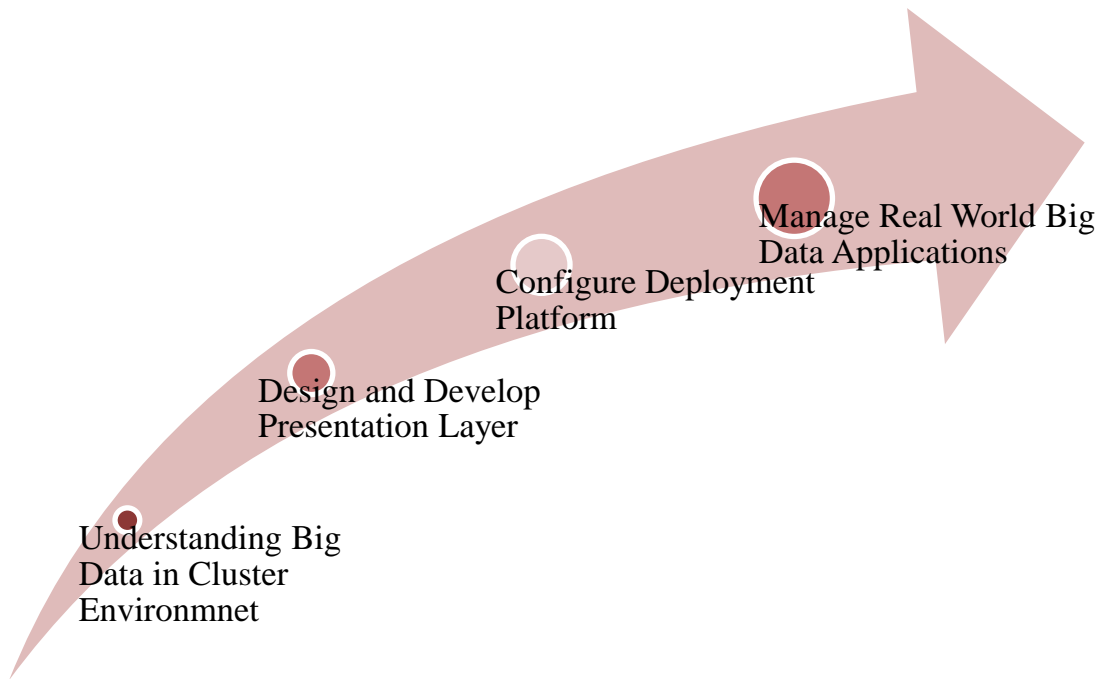 Manage Real World Big
Data Applications
Configure Deployment
Platform
Design and Develop
Presentation Layer
Understanding Big
Data in Cluster
Environmnet